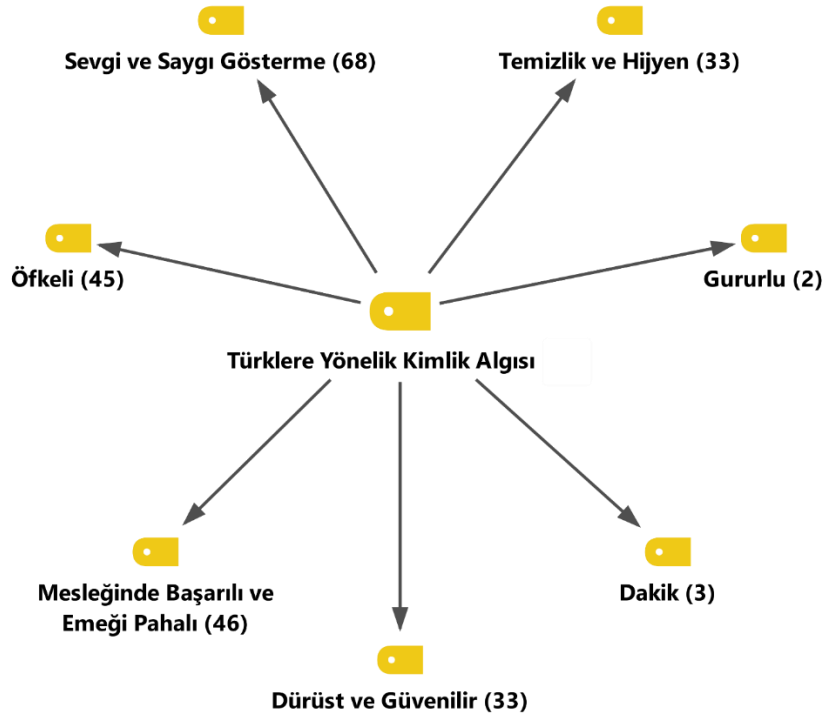 Sevgi ve Saygı Gösterme (68)
Temizlik ve Hijyen (33)
Öfkeli (45)
Gururlu (2)
Türklere Yönelik Kimlik Algısı
Mesleğinde Başarılı ve
Emeği Pahalı (46)
Dakik (3)
Dürüst ve Güvenilir (33)